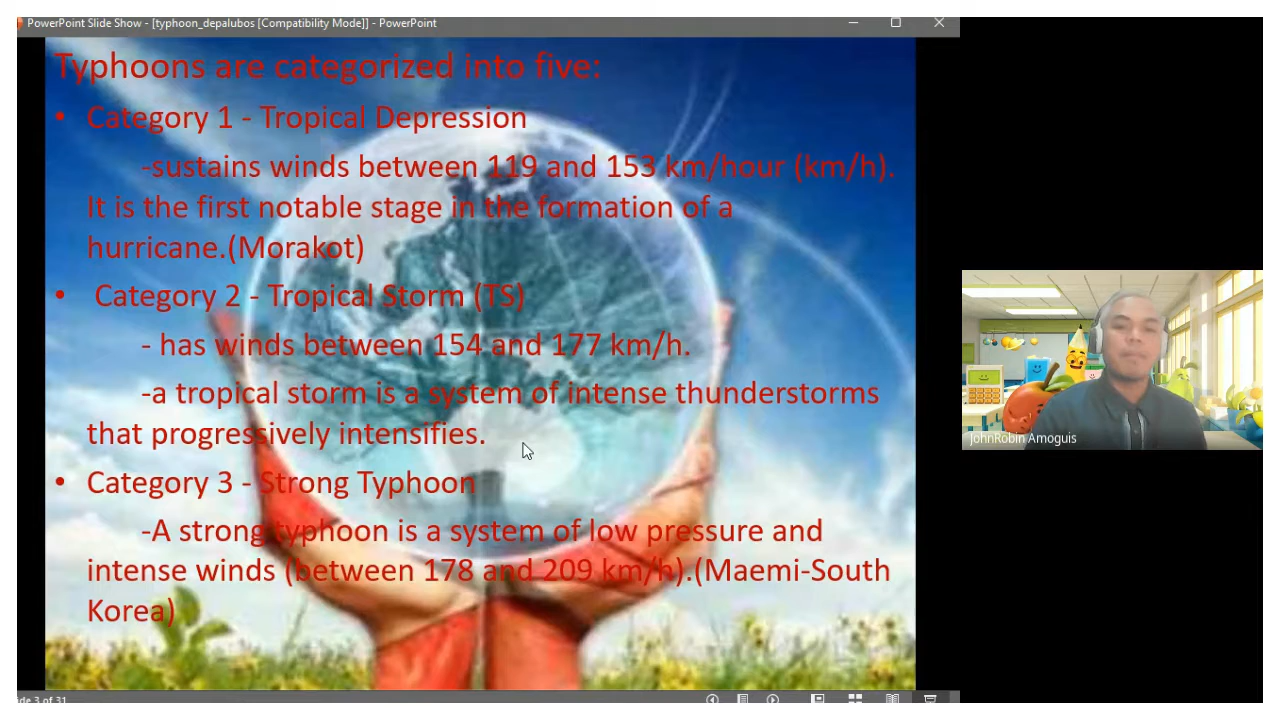 PowerPoint Slide Show - [typhoon_depalubos [Compatibility Mode]] - PowerPoint
Typhoons are categorized into five:
• Category 1 - Tropical Depression
-sustains winds between 119 and 153 km/hour (km/h).
It is the first notable stage in the formation of a
hurricane.(Morakot)
• Category 2 - Tropical Storm (TS)
- has winds between 154 and 177 km/h.
-a tropical storm is a system of intense thunderstorms
that progressively intensifies.
• Category 3 - Strong Typhoon
-A strong typhoon is a system of low pressure and
intense winds (between 178 and 209 km/h).(Maemi-South
Korea)
JohnRobin Amoguis
ide 3 of 31